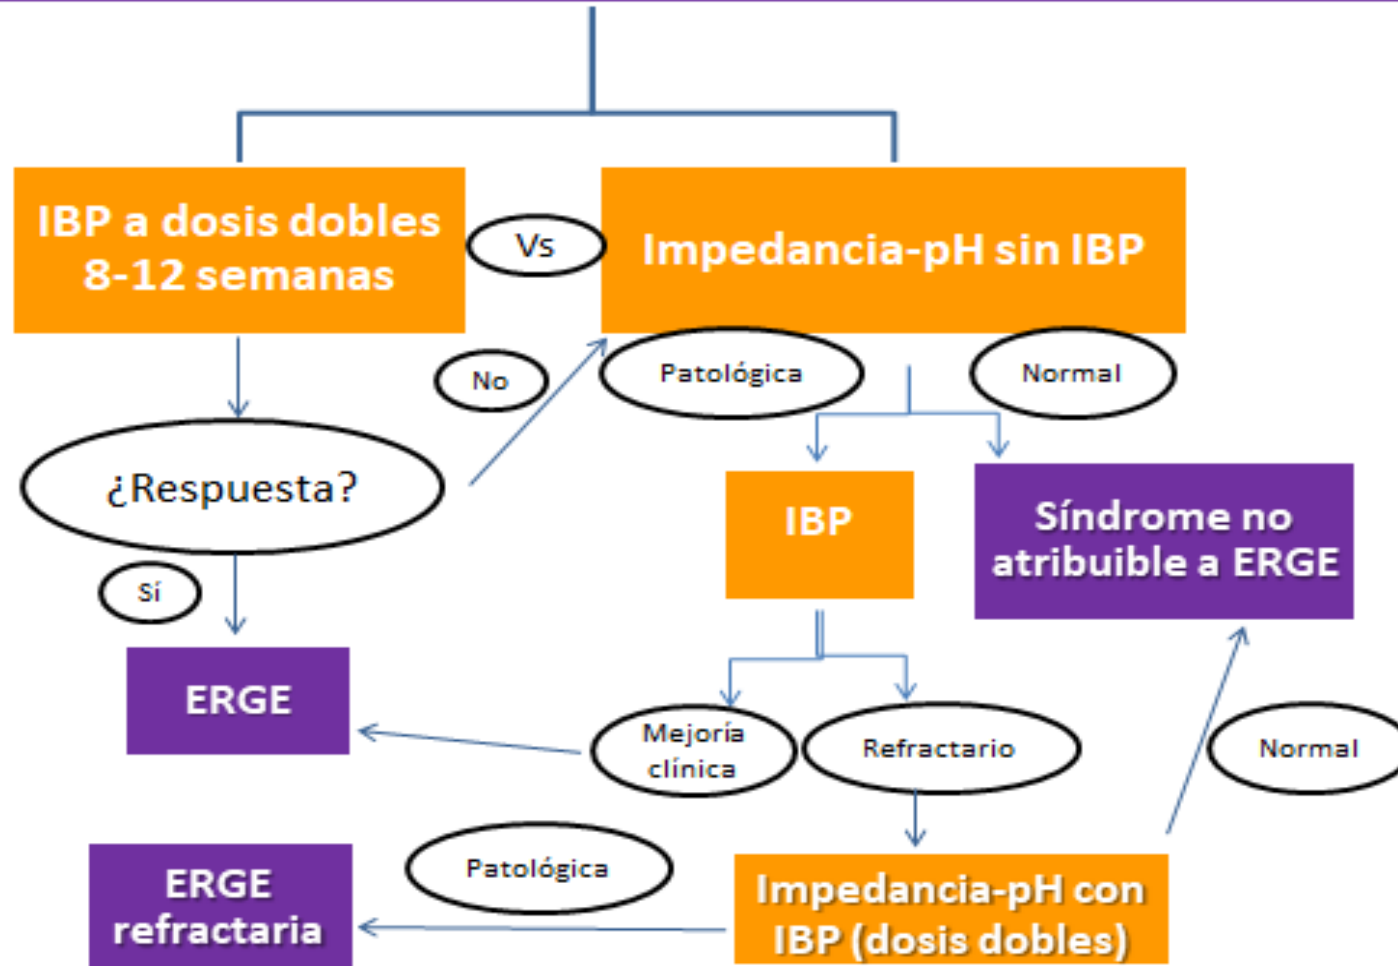 IBP a dosis dobles
8-12 semanas
Vs
Impedancia-pH sin IBP
No
Patológica
Normal
¿Respuesta?
IBP
Síndrome no
atribuible a ERGE
Sí
ERGE
Mejoría
clínica
Refractario
Normal
Patológica
ERGE
refractaria
Impedancia-pH con
IBP (dosis dobles)